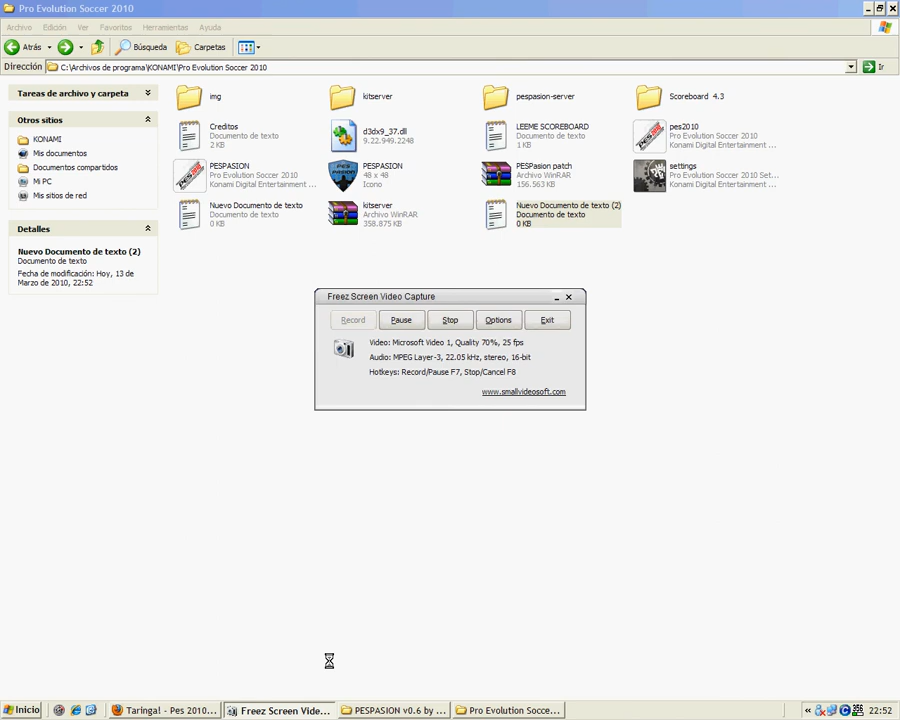 Pro Evolution Soccer 2010
Archivo Edición Ver Favoritos Herramientas Ayuda
Atrás Búsqueda Carpetas
Dirección C:\Archivos de programa\KONAMI\Pro Evolution Soccer 2010 Ir
Tareas de archivo y carpeta
Otros sitios
KONAMI
Mis documentos
Documentos compartidos
Mi PC
Mis sitios de red
Detalles
Nuevo Documento de texto (2)
Documento de texto
Fecha de modificación: Hoy, 13 de
Marzo de 2010, 22:52
img
kitserver
pespasion-server
Scoreboard 4.3
Creditos
Documento de texto
2 KB
d3dx9_37.dll
9.22.949.2248
LEEME SCOREBOARD
Documento de texto
1 KB
pes2010
Pro Evolution Soccer 2010
Konami Digital Entertainment ...
PESPASION
Pro Evolution Soccer 2010
Konami Digital Entertainment ...
PESPASION
48 x 48
Icono
PESPasion patch
Archivo WinRAR
156.563 KB
settings
Pro Evolution Soccer 2010 Set...
Konami Digital Entertainment ...
Nuevo Documento de texto
Documento de texto
0 KB
kitserver
Archivo WinRAR
358.875 KB
Nuevo Documento de texto (2)
Documento de texto
0 KB
Freez Screen Video Capture
Record Pause Stop Options Exit
Video: Microsoft Video 1, Quality 70%, 25 fps
Audio: MPEG Layer-3, 22.05 kHz, stereo, 16-bit
Hotkeys: Record/Pause F7, Stop/Cancel F8
www.smallvideosoft.com
Inicio Taringa! - Pes 2010... Freez Screen Vide... PESPASION v0.6 by ... Pro Evolution Socce... « 22:52